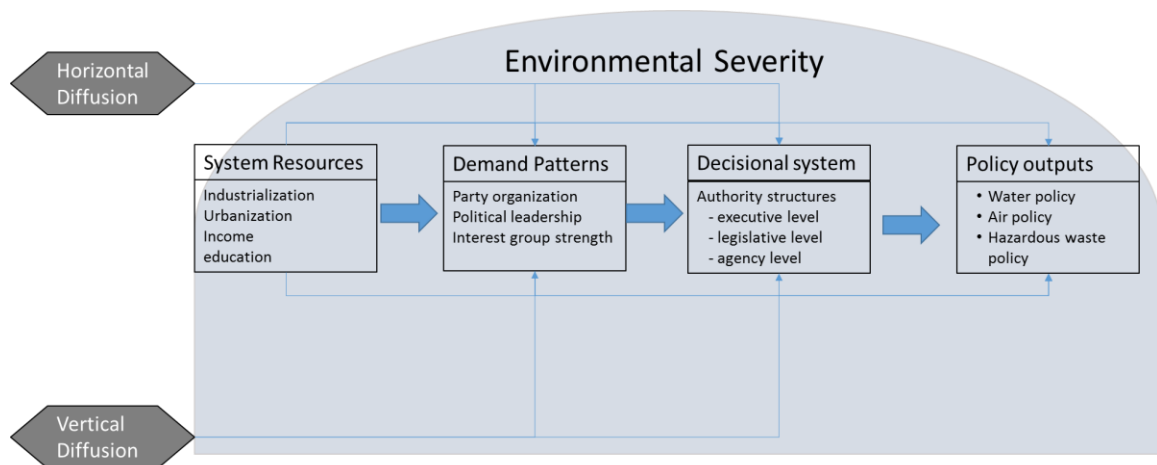 Environmental Severity
Horizontal
Diffusion
System Resources
Industrialization
Urbanization
Income
education
Demand Patterns
Party organization
Political leadership
Interest group strength
Decisional system
Authority structures
- executive level
- legislative level
- agency level
Policy outputs
• Water policy
• Air policy
• Hazardous waste
policy
Vertical
Diffusion